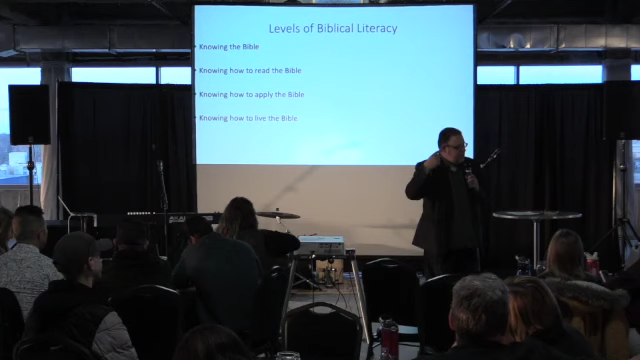 Levels of Biblical Literacy
Knowing the Bible
Knowing how to read the Bible
Knowing how to apply the Bible
Knowing how to live the Bible